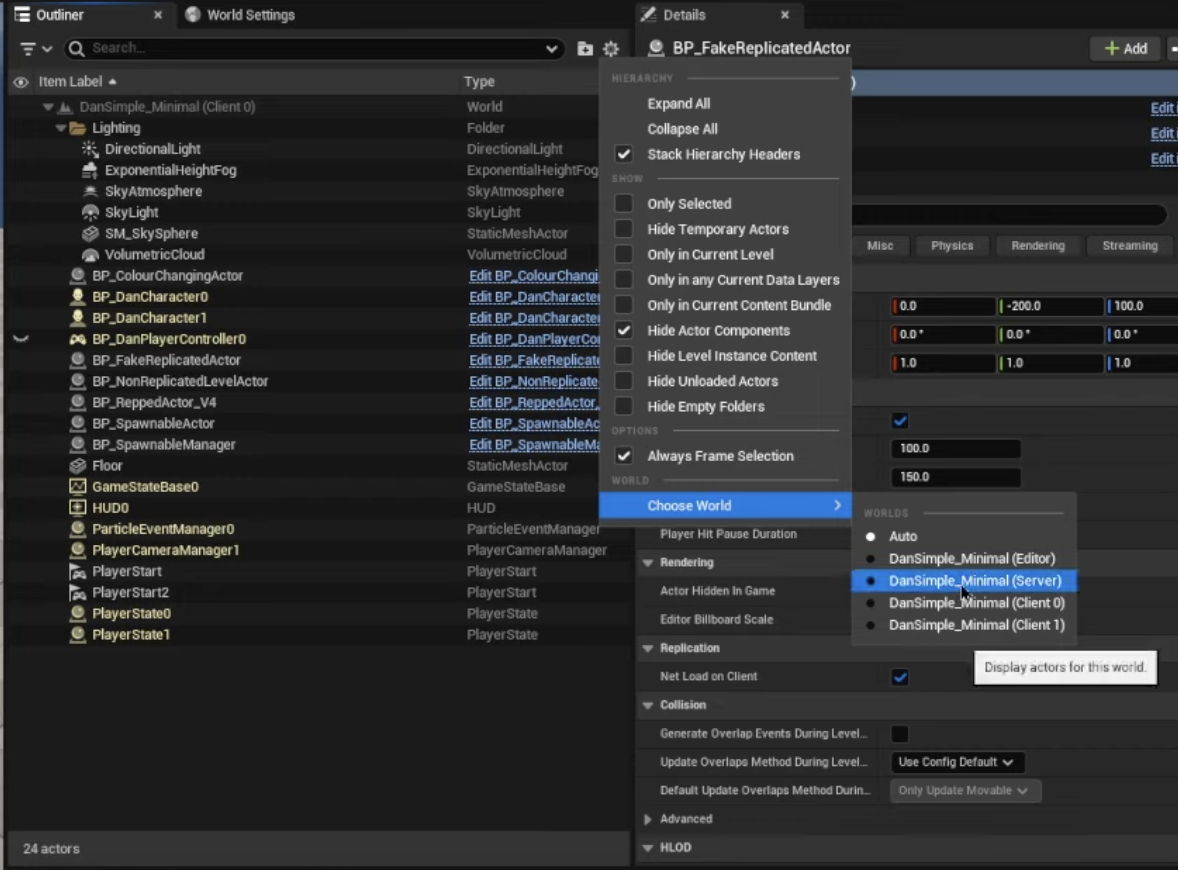 Outliner
World Settings
Search...
Item Label
Type
DanSimple_Minimal (Client 0)
World
Lighting
Folder
DirectionalLight
DirectionalLight
ExponentialHeightFog
ExponentialHeightFog
SkyAtmosphere
SkyAtmosphere
SkyLight
SkyLight
SM_SkySphere
StaticMeshActor
VolumetricCloud
VolumetricCloud
BP_ColourChangingActor
Edit BP_ColourChangi
BP_DanCharacter0
Edit BP_DanCharacter
BP_DanCharacter1
Edit BP_DanCharacter
BP_DanPlayerController0
Edit BP_DanPlayerCo
BP_FakeReplicatedActor
Edit BP_FakeReplicate
BP_NonReplicatedLevelActor
Edit BP_NonReplicate
BP_ReppedActor_V4
Edit BP_ReppedActor_
BP_SpawnableActor
Edit BP_SpawnableAc
BP_SpawnableManager
Edit BP_SpawnableMa
Floor
StaticMeshActor
GameStateBase0
GameStateBase
HUD0
HUD
ParticleEventManager0
ParticleEventManager
PlayerCameraManager1
PlayerCameraManager
PlayerStart
PlayerStart
PlayerStart2
PlayerStart
PlayerState0
PlayerState
PlayerState1
PlayerState
24 actors
HIERARCHY
Expand All
Collapse All
Stack Hierarchy Headers
SHOW
Only Selected
Hide Temporary Actors
Only in Current Level
Only in any Current Data Layers
Only in Current Content Bundle
Hide Actor Components
Hide Level Instance Content
Hide Unloaded Actors
Hide Empty Folders
OPTIONS
Always Frame Selection
WORLD
Choose World
WORLDS
Auto
DanSimple_Minimal (Editor)
DanSimple_Minimal (Server)
DanSimple_Minimal (Client 0)
DanSimple_Minimal (Client 1)
Display actors for this world.
Details
BP_FakeReplicatedActor
+ Add
)
Edit i
Edit i
Edit i
Misc
Physics
Rendering
Streaming
0.0
-200.0
100.0
0.0 °
0.0 °
0.0 °
1.0
1.0
1.0
100.0
150.0
Player Hit Pause Duration
Rendering
Actor Hidden In Game
Editor Billboard Scale
Replication
Net Load on Client
Collision
Generate Overlap Events During Level...
Update Overlaps Method During Level...
Use Config Default
Default Update Overlaps Method Durin...
Only Update Movable
Advanced
HLOD